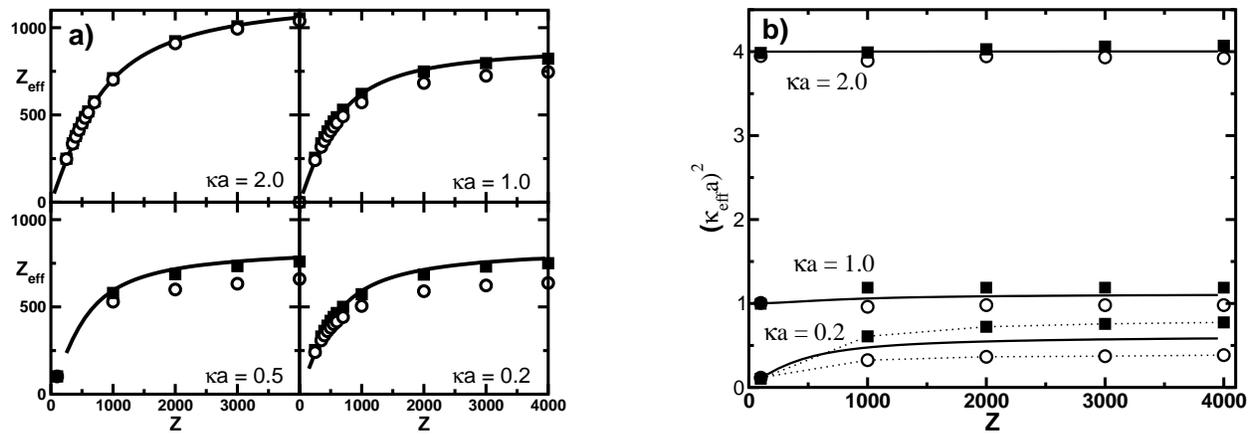 a)
1000
Z_eff
500
0
κa = 2.0
κa = 1.0
1000
Z_eff
500
0
κa = 0.5
κa = 0.2
0 1000 2000 3000 0 1000 2000 3000 4000
Z Z
b)
4
κa = 2.0
3
(κ_eff a)^2
2
κa = 1.0
1
κa = 0.2
0
0 1000 2000 3000 4000
Z